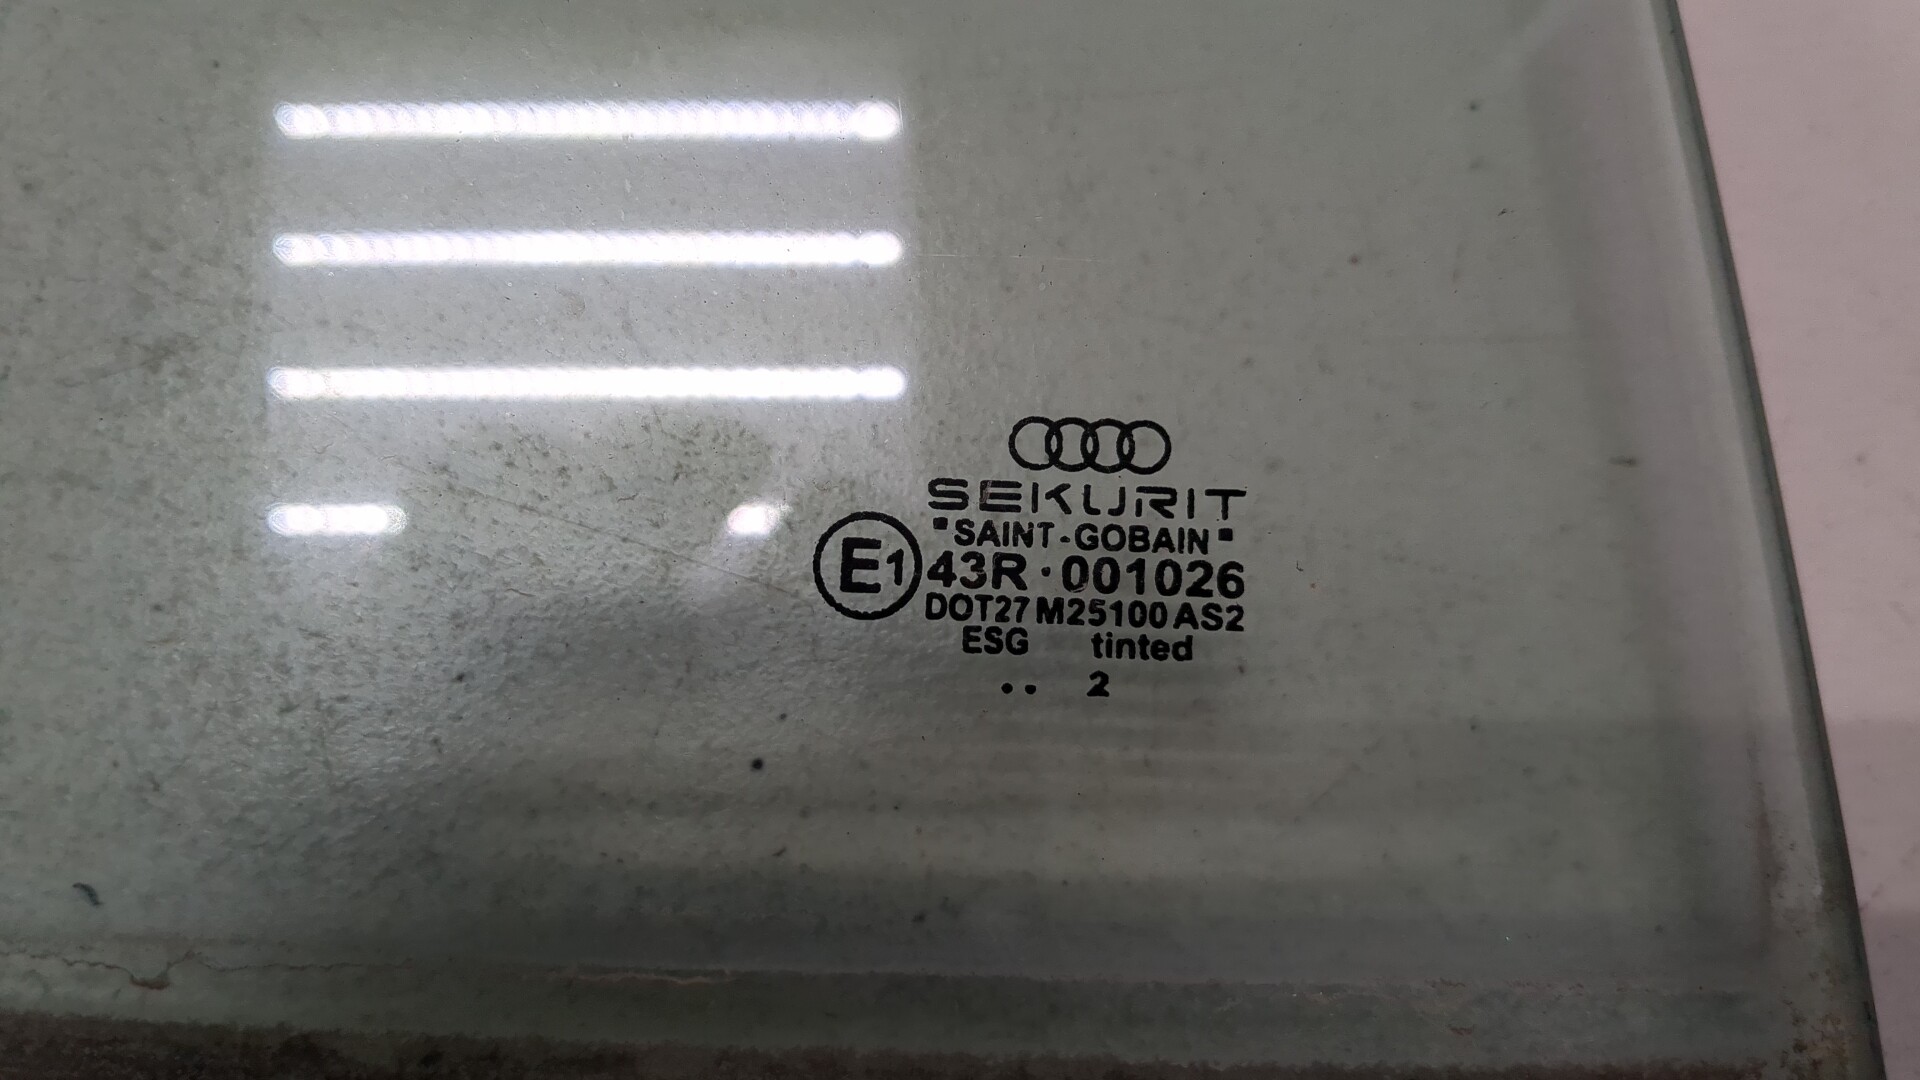 SEKURIT
"SAINT-GOBAIN"
E1 43R·001026
DOT27 M25100 AS2
ESG tinted
.. 2